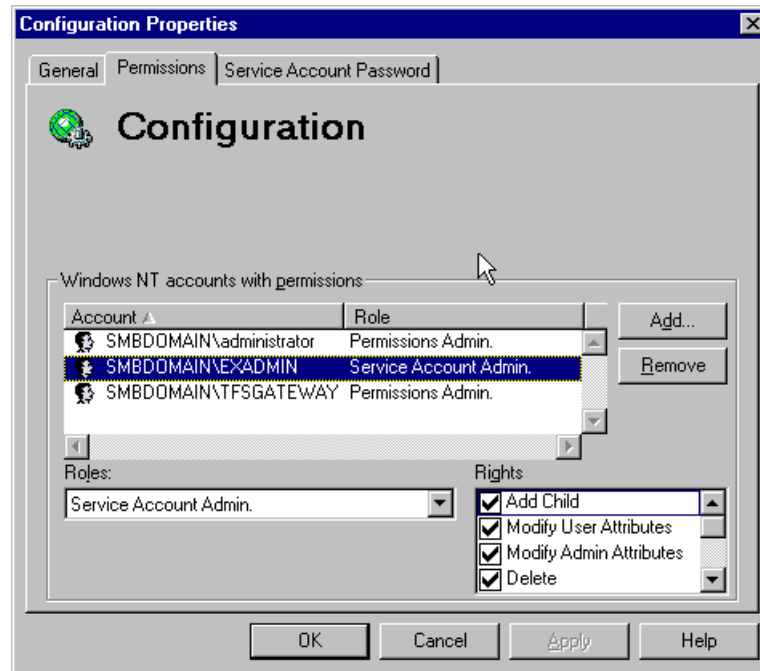 Configuration Properties
General Permissions Service Account Password
Configuration
Windows NT accounts with permissions
Account Role
SMBDOMAIN\administrator Permissions Admin.
SMBDOMAIN\EXADMIN Service Account Admin.
SMBDOMAIN\TFSGATEWAY Permissions Admin.
Add...
Remove
Roles:
Service Account Admin.
Rights
Add Child
Modify User Attributes
Modify Admin Attributes
Delete
OK Cancel Apply Help